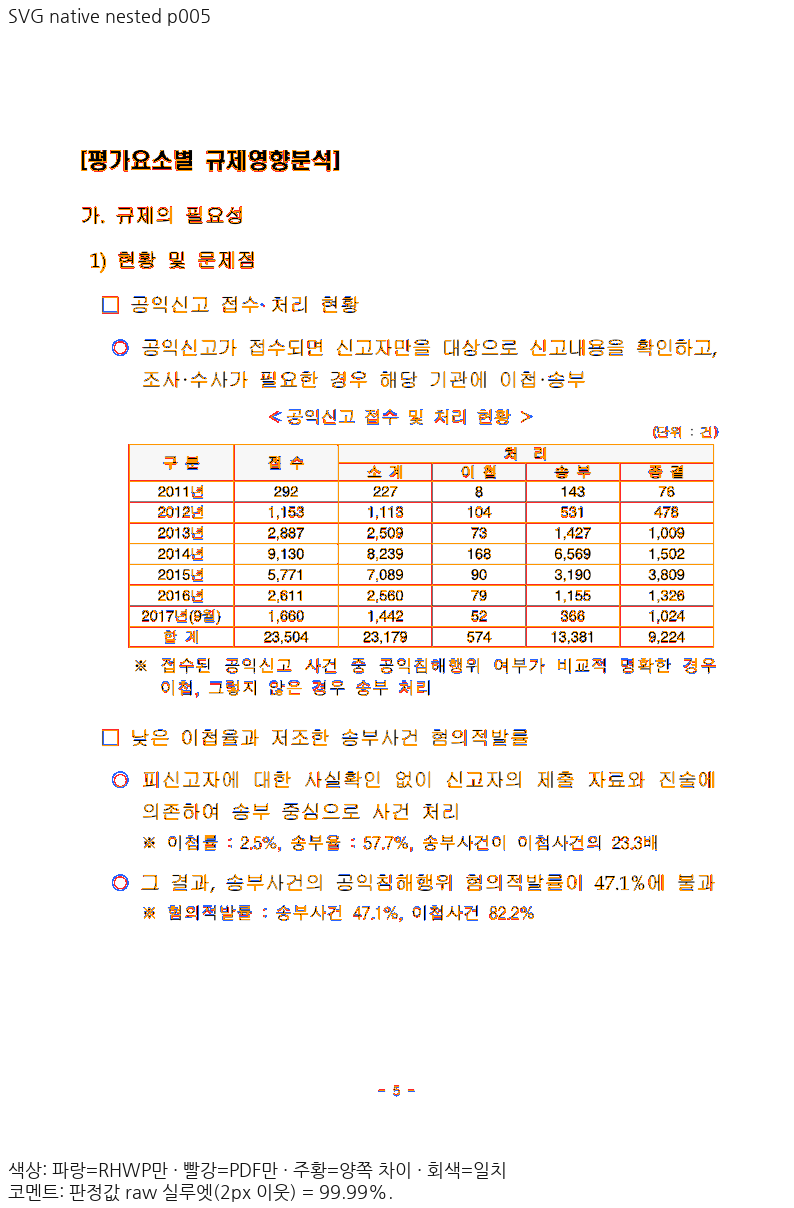 SVG native nested p005
[평가요소별 규제영향분석]
가. 규제의 필요성
1) 현황 및 문제점
□ 공익신고 접수·처리 현황
○ 공익신고가 접수되면 신고자만을 대상으로 신고내용을 확인하고,
조사·수사가 필요한 경우 해당 기관에 이첩·송부
< 공익신고 접수 및 처리 현황 >
(단위 : 건)
구 분 접 수 처 리
소 계 이 첩 송 부 종 결
2011년 292 227 8 143 76
2012년 1,153 1,113 104 531 478
2013년 2,887 2,509 73 1,427 1,009
2014년 9,130 8,239 168 6,569 1,502
2015년 5,771 7,089 90 3,190 3,809
2016년 2,611 2,560 79 1,155 1,326
2017년(9월) 1,660 1,442 52 366 1,024
합 계 23,504 23,179 574 13,381 9,224
※ 접수된 공익신고 사건 중 공익침해행위 여부가 비교적 명확한 경우
이첩, 그렇지 않은 경우 송부 처리
□ 낮은 이첩율과 저조한 송부사건 혐의적발률
○ 피신고자에 대한 사실확인 없이 신고자의 제출 자료와 진술에
의존하여 송부 중심으로 사건 처리
※ 이첩률 : 2.5%, 송부율 : 57.7%, 송부사건이 이첩사건의 23.3배
○ 그 결과, 송부사건의 공익침해행위 혐의적발률이 47.1%에 불과
※ 혐의적발률 : 송부사건 47.1%, 이첩사건 82.2%
- 5 -
색상: 파랑=RHWP만 · 빨강=PDF만 · 주황=양쪽 차이 · 회색=일치
코멘트: 판정값 raw 실루엣(2px 이웃) = 99.99%.